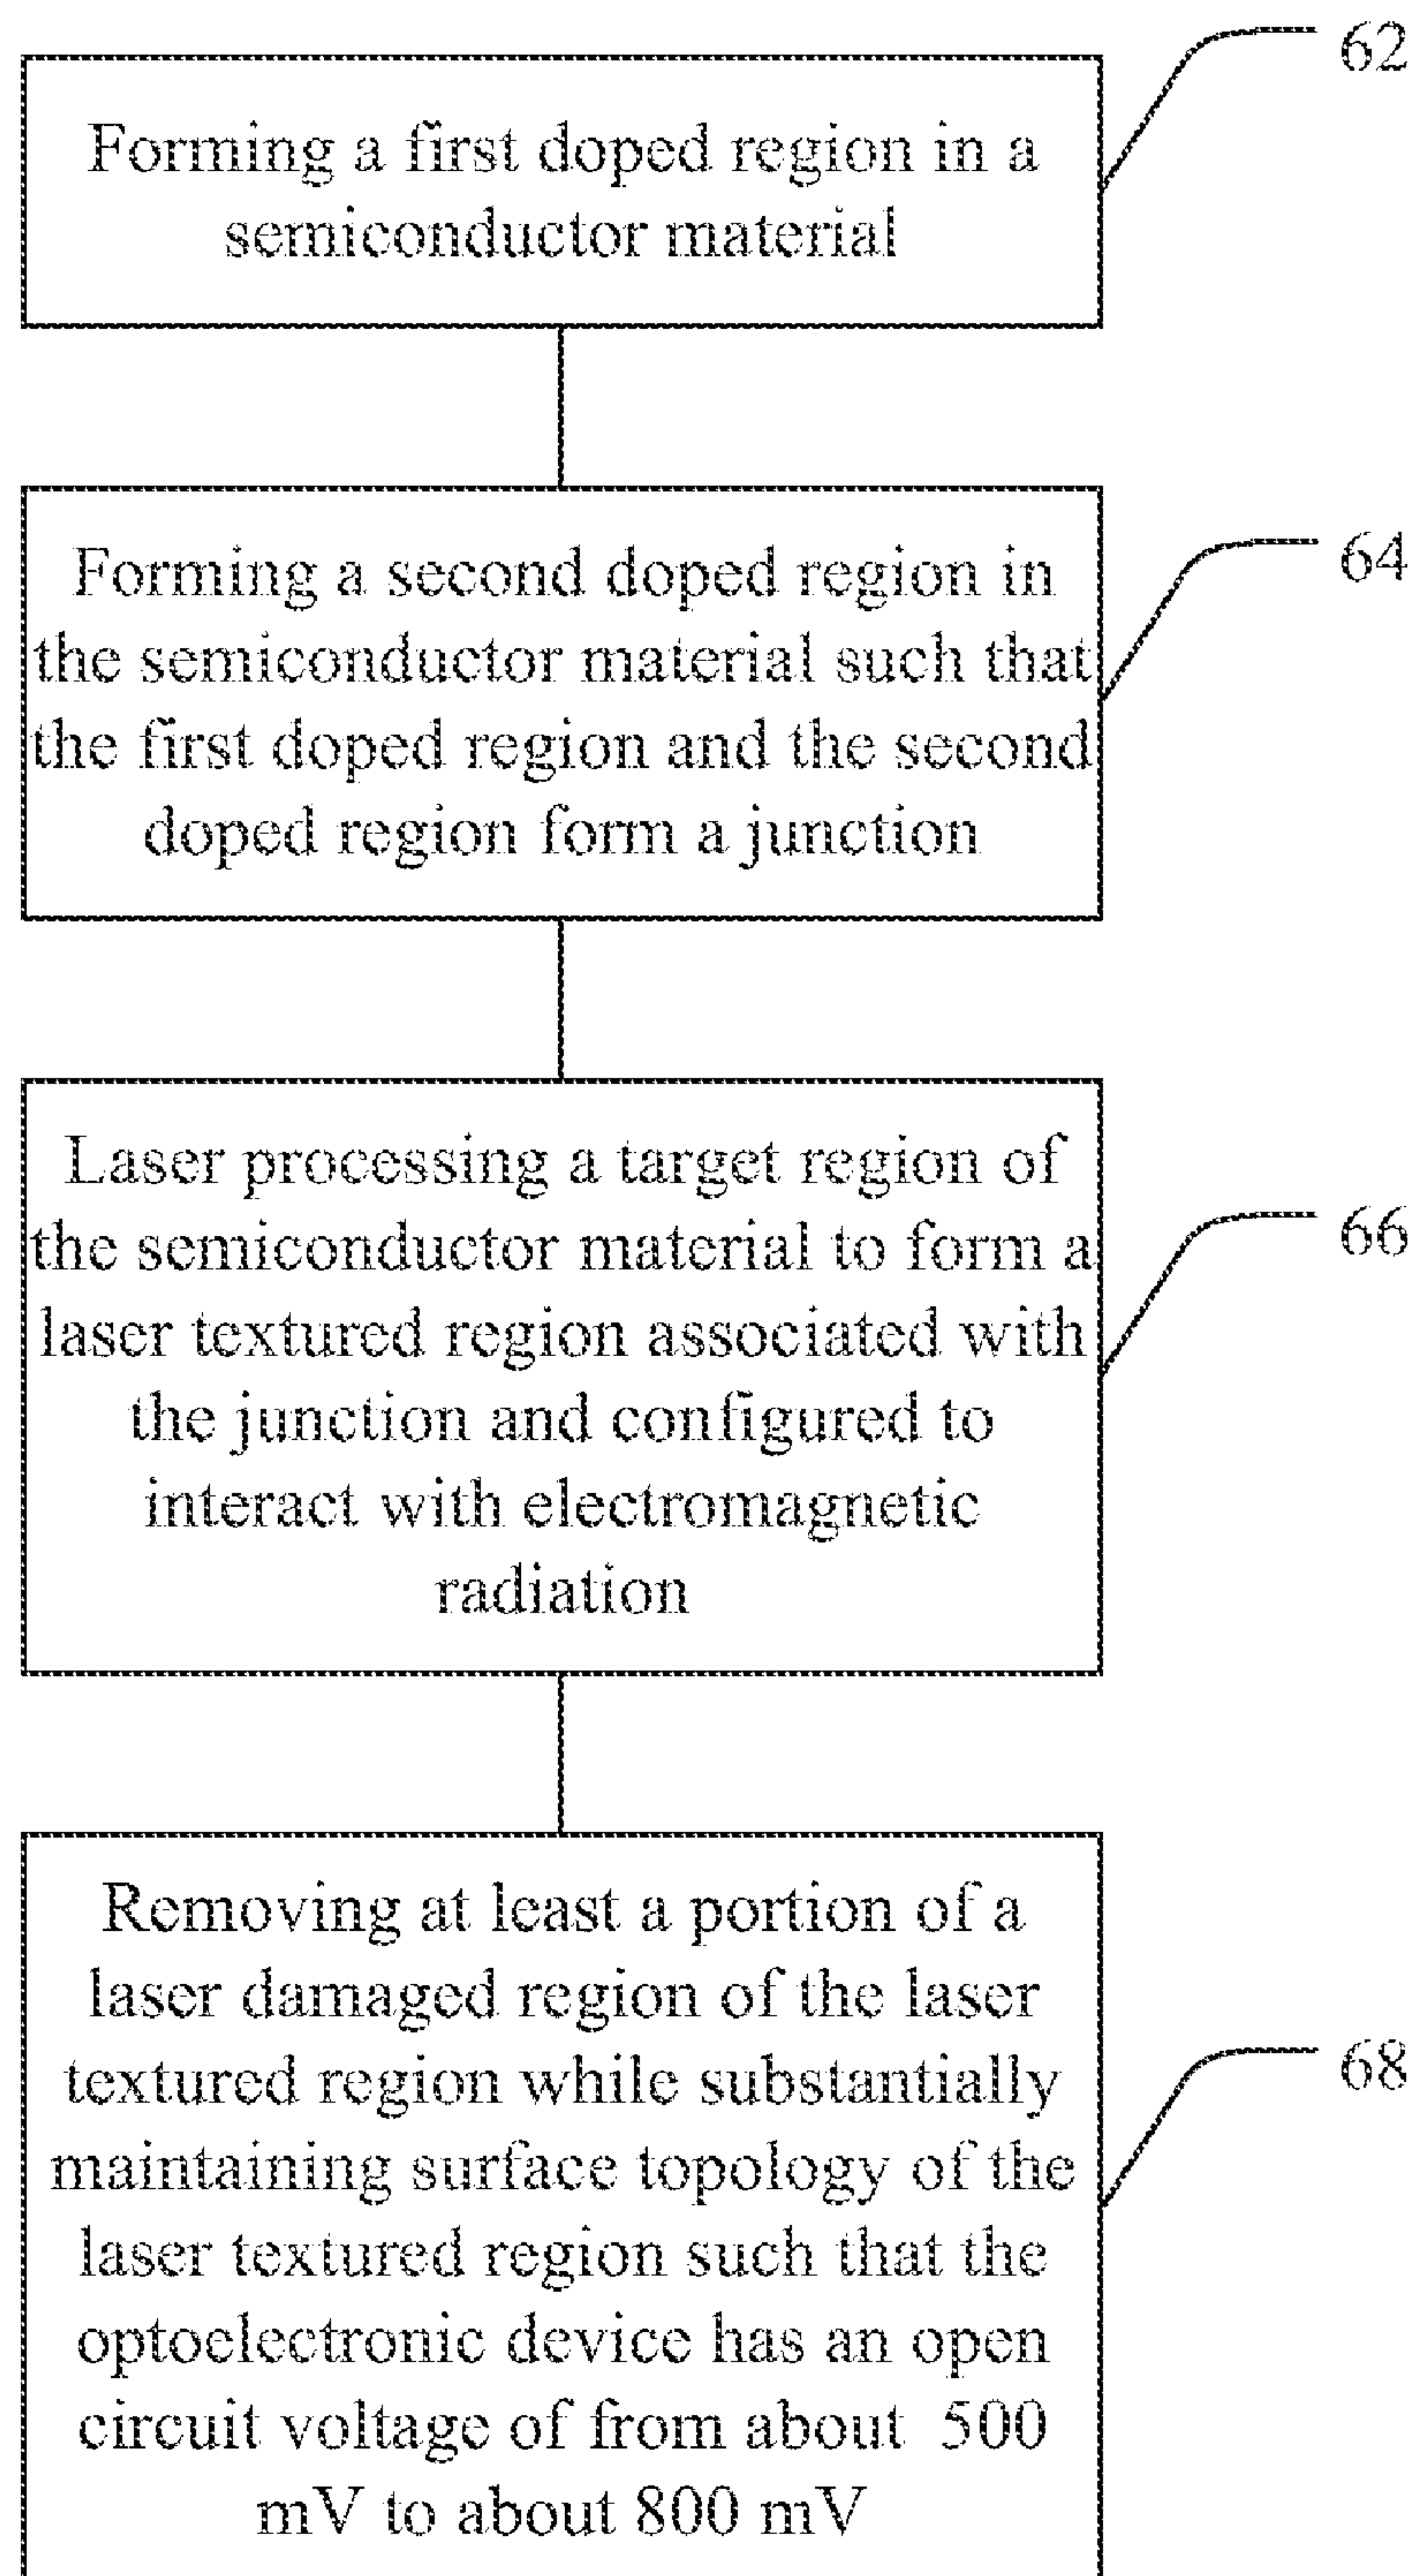 62
Forming a first doped region in a
semiconductor material
64
Forming a second doped region in
the semiconductor material such that
the first doped region and the second
doped region form a junction
Laser processing a target region of
the semiconductor material to form a
66
laser textured region associated with
the junction and configured to
interact with electromagnetic
radiation
Removing at least a portion of a
laser damaged region of the laser
68
textured region while substantially
maintaining surface topology of the
laser textured region such that the
optoelectronic device has an open
circuit voltage of from about 500
mV to about 800 mV